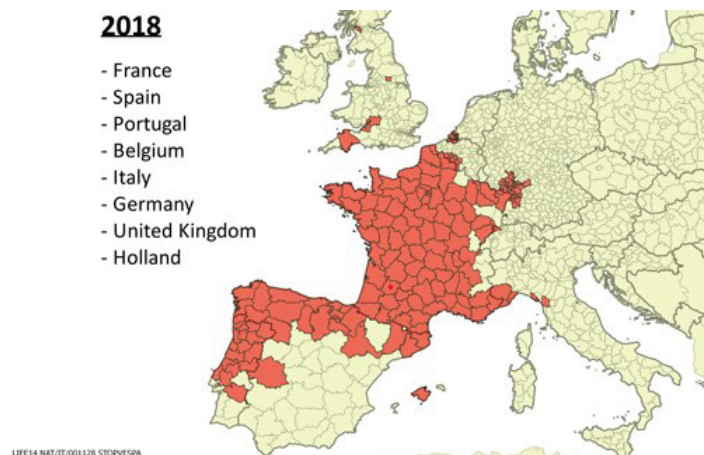 2018
- France
- Spain
- Portugal
- Belgium
- Italy
- Germany
- United Kingdom
- Holland
LIFE14 NAT/IT/001128 STOPVESPA